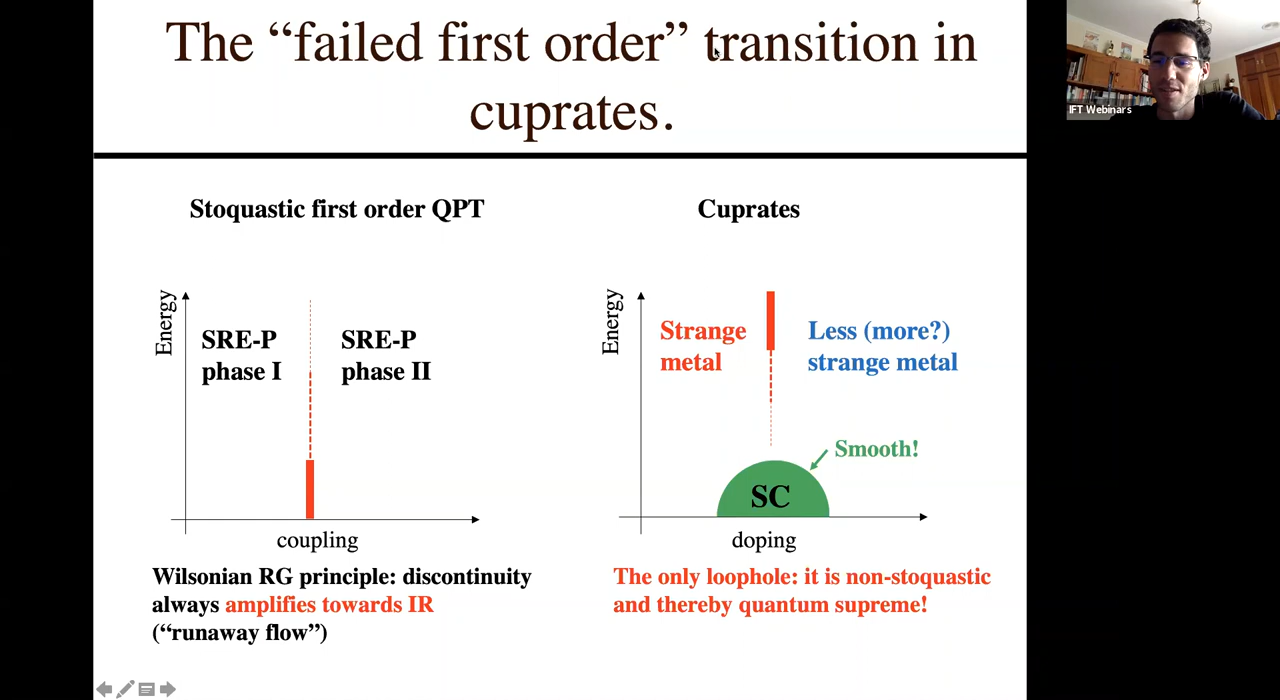 The “failed first order” transition in
cuprates.
IFT Webinars
Stoquastic first order QPT
Cuprates
Energy
SRE-P
phase I
SRE-P
phase II
coupling
Energy
Strange
metal
Less (more?)
strange metal
Smooth!
SC
doping
Wilsonian RG principle: discontinuity
always amplifies towards IR
(“runaway flow”)
The only loophole: it is non-stoquastic
and thereby quantum supreme!